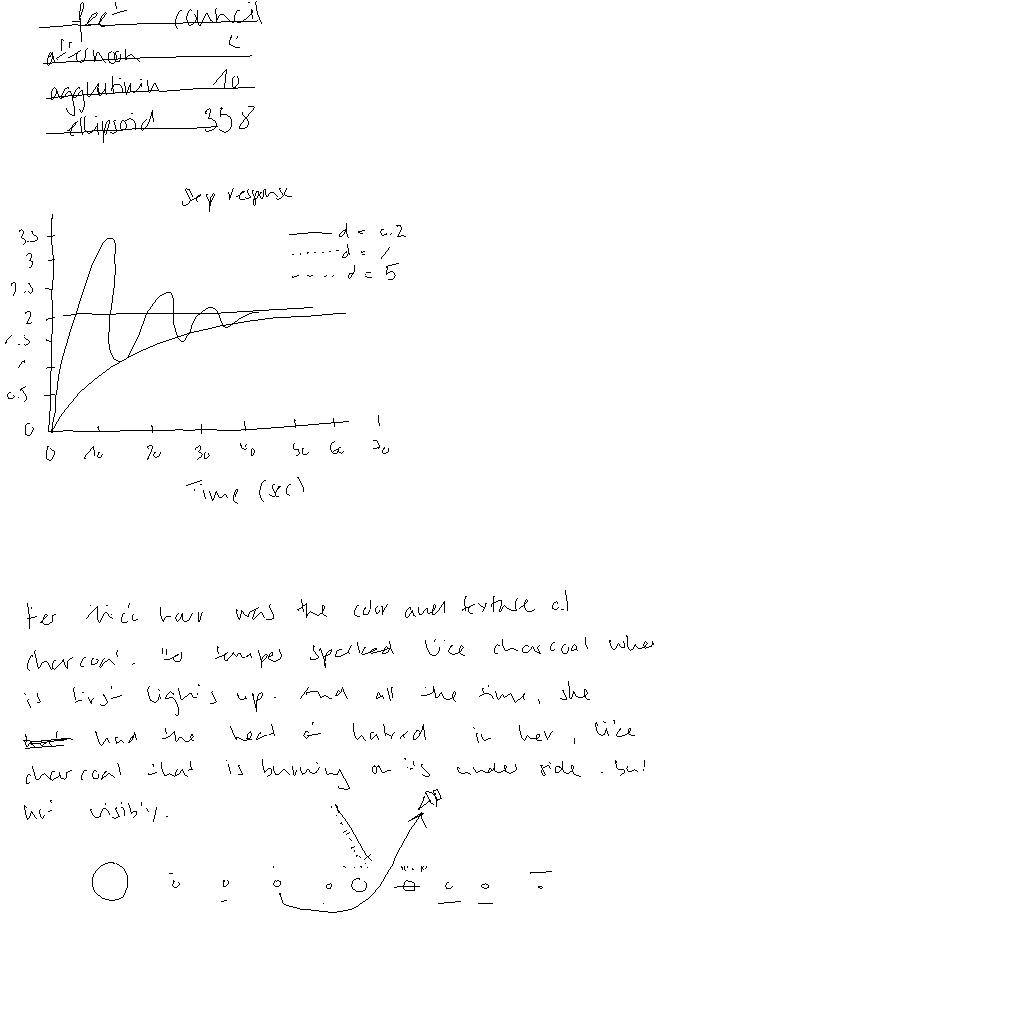 feet council
afternoon
agglutinin 10
ellipsoid 358
step response
d = 0.2
d = 1
d = 5
3.5
3
2.5
2
1.5
1
0.5
0
0 10 20 30 40 50 60 70
Time (sec)
Her thick hair was the color and texture of
charcoal. Its temper sparked like charcoal when
is first lights up. And all the time, she
had the heat of hatred in her, like
charcoal that is burning on its under side. but
not visibly.